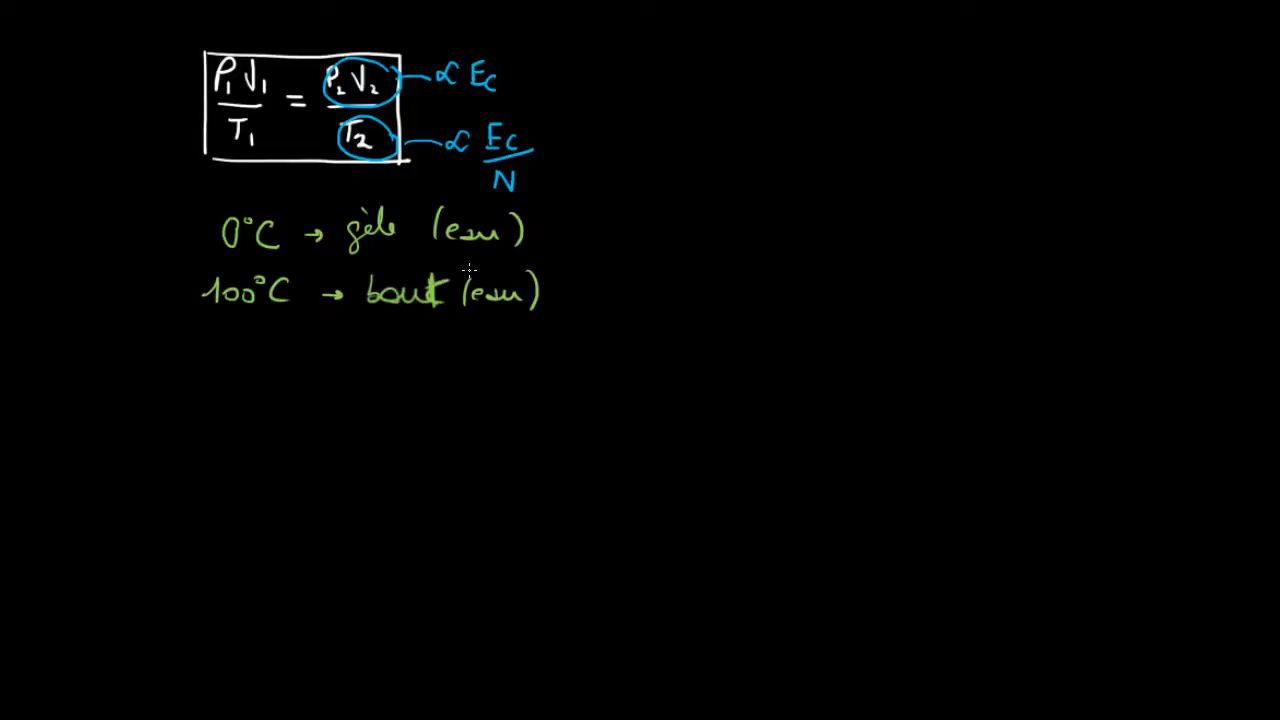 P₁V₁/T₁ = P₂V₂/T₂
∝ Ec
∝ Ec/N
0°C → gèle (eau)
100°C → bout (eau)